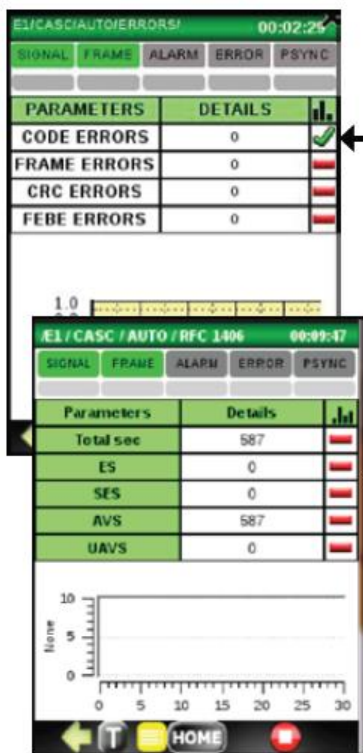 E1/CASC/AUTO/ERRORS/ 00:02:29
SIGNAL FRAME ALARM ERROR PSYNC
PARAMETERS DETAILS
CODE ERRORS 0
FRAME ERRORS 0
CRC ERRORS 0
FEBE ERRORS 0
1.0
/E1 / CASC / AUTO / RFC 1406 00:09:47
SIGNAL FRAME ALARM ERROR PSYNC
Parameters Details
Total sec 587
ES 0
SES 0
AVS 587
UAVS 0
10
5
0
None
0 5 10 15 20 25 30
T HOME